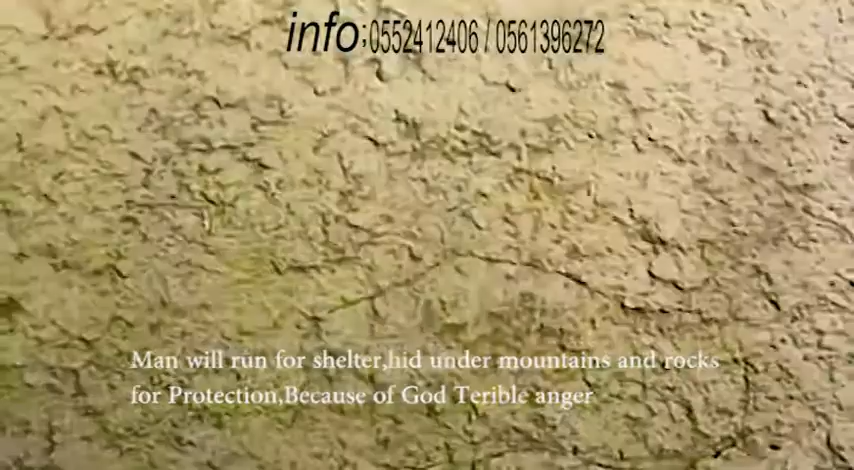 info;0552412406 / 0561396272
Man will run for shelter,hid under mountains and rocks
for Protection,Because of God Terible anger